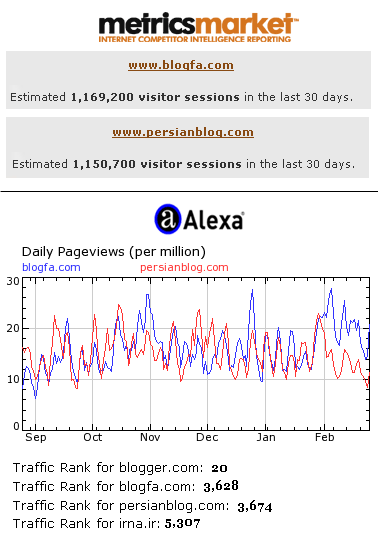 metricsmarket™
INTERNET COMPETITOR INTELLIGENCE REPORTING
www.blogfa.com
Estimated 1,169,200 visitor sessions in the last 30 days.
www.persianblog.com
Estimated 1,150,700 visitor sessions in the last 30 days.
a Alexa®
Daily Pageviews (per million)
blogfa.com persianblog.com
30
20
10
0
Sep Oct Nov Dec Jan Feb
Traffic Rank for blogger.com: 20
Traffic Rank for blogfa.com: 3,628
Traffic Rank for persianblog.com: 3,674
Traffic Rank for irna.ir: 5,307